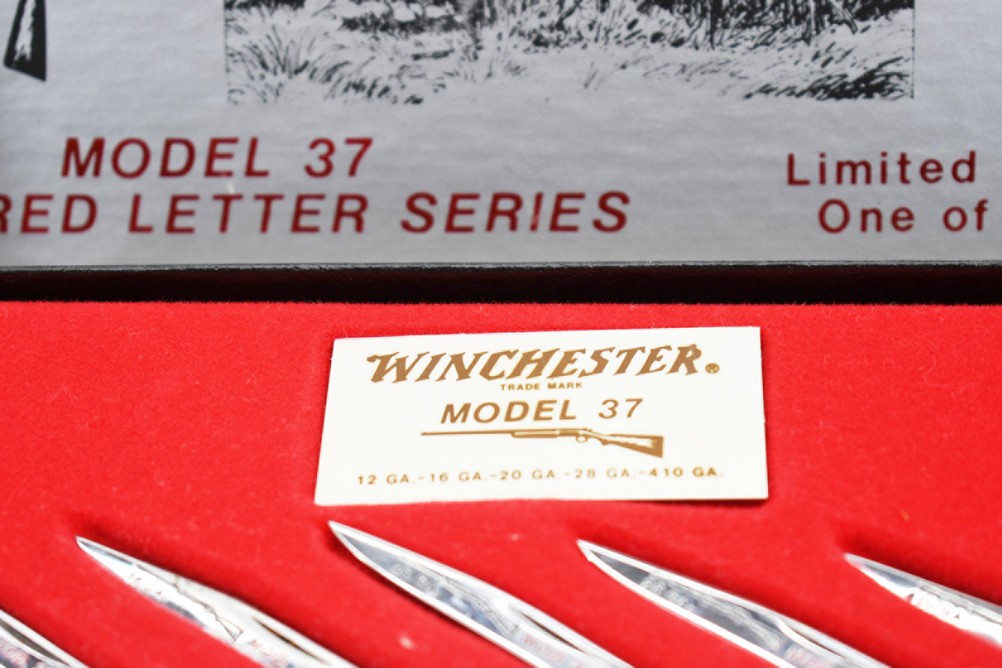 MODEL 37
RED LETTER SERIES
Limited
One of
WINCHESTER®
TRADE MARK
MODEL 37
12 GA.-16 GA.-20 GA.-28 GA.-410 GA.